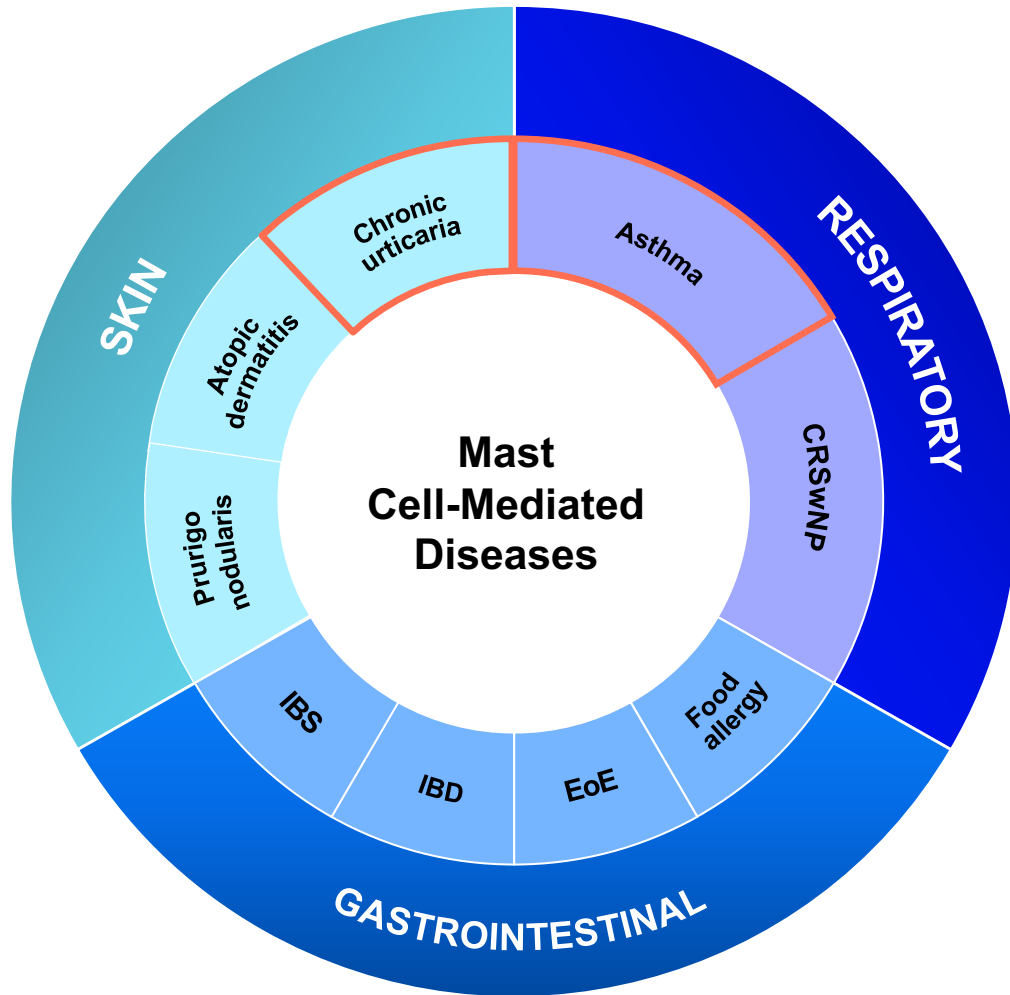 Mast
Cell-Mediated
Diseases
SKIN
Chronic
urticaria
Atopic
dermatitis
Prurigo
nodularis
RESPIRATORY
Asthma
CRSwNP
GASTROINTESTINAL
Food
allergy
EoE
IBD
IBS